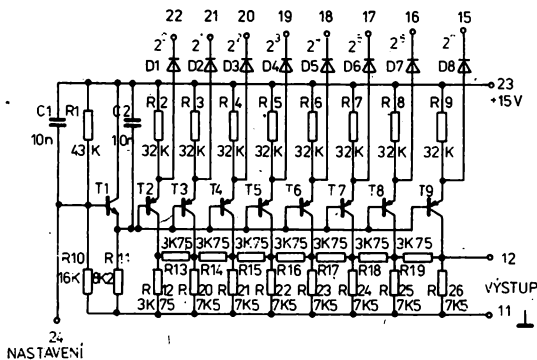 22 21 20 19 18 17 16 15
2⁰ 2¹ 2² 2³ 2⁴ 2⁵ 2⁶ 2⁷
D1 D2 D3 D4 D5 D6 D7 D8
23
+15V
C1 R1 C2 R2 R3 R4 R5 R6 R7 R8 R9
10n 10n
43K 32K 32K 32K 32K 32K 32K 32K 32K
T1 T2 T3 T4 T5 T6 T7 T8 T9
3K75 3K75 3K75 3K75 3K75 3K75 3K75
12
R13 R14 R15 R16 R17 R18 R19
R10 R11 R12 R20 R21 R22 R23 R24 R25 R26
16K 8K2
VÝSTUP
3K75 7K5 7K5 7K5 7K5 7K5 7K5 7K5
11
24
NASTAVENÍ